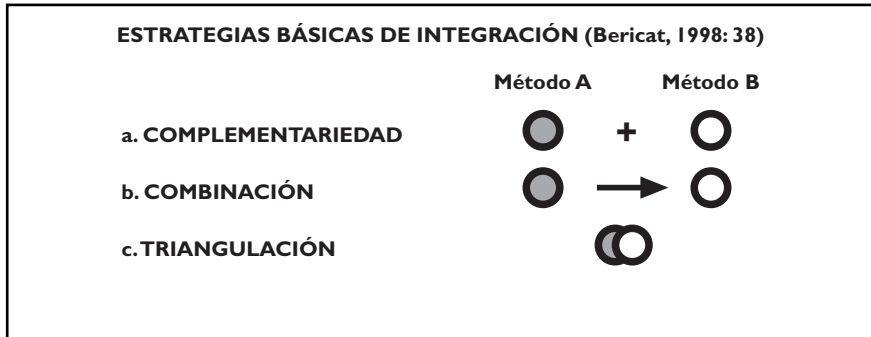 ESTRATEGIAS BÁSICAS DE INTEGRACIÓN (Bericat, 1998: 38)
Método A Método B
a. COMPLEMENTARIEDAD +
b. COMBINACIÓN
c. TRIANGULACIÓN